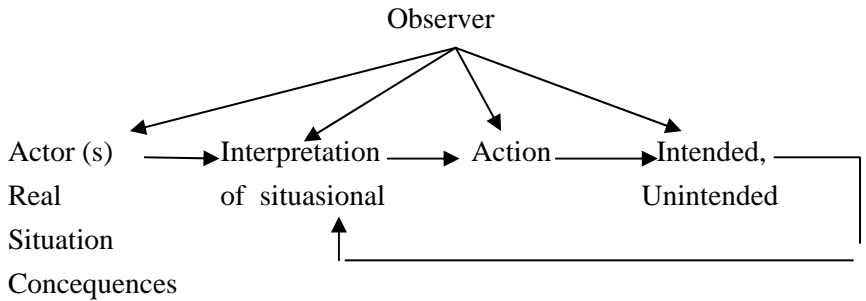 Observer
Actor (s) Interpretation Action Intended,
Real of situasional Unintended
Situation
Concequences